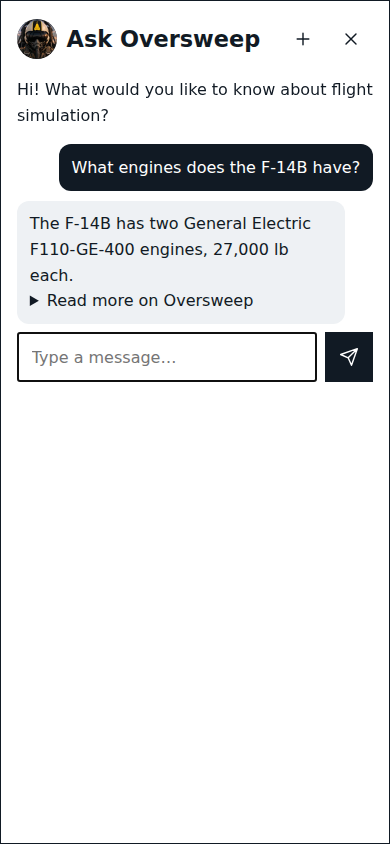 Ask Oversweep
Hi! What would you like to know about flight
simulation?
What engines does the F-14B have?
The F-14B has two General Electric
F110-GE-400 engines, 27,000 lb
each.
Read more on Oversweep
Type a message...